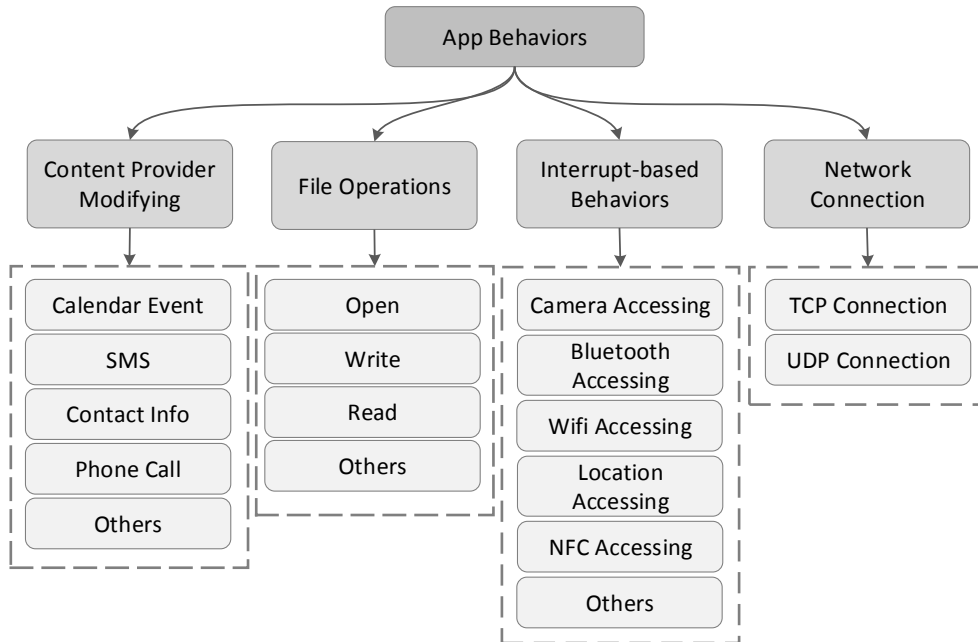 App Behaviors
Content Provider
Modifying
File Operations
Interrupt-based
Behaviors
Network
Connection
Calendar Event
SMS
Contact Info
Phone Call
Others
Open
Write
Read
Others
Camera Accessing
Bluetooth
Accessing
Wifi Accessing
Location
Accessing
NFC Accessing
Others
TCP Connection
UDP Connection